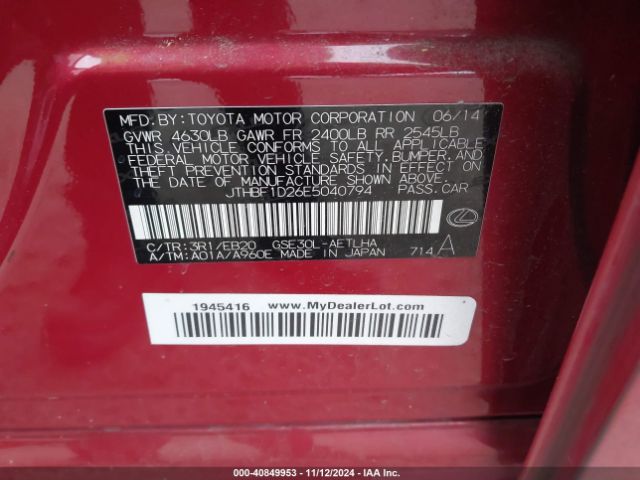 MFD. BY: TOYOTA MOTOR CORPORATION 06/14
GVWR 4630LB GAWR FR 2400LB RR 2545LB
THIS VEHICLE CONFORMS TO ALL APPLICABLE
FEDERAL MOTOR VEHICLE SAFETY, BUMPER, AND
THEFT PREVENTION STANDARDS IN EFFECT ON
THE DATE OF MANUFACTURE SHOWN ABOVE.
JTHBF1D26E5040794 PASS. CAR
C/TR: 3R1/EB20 GSE30L-AETLHA
A/TM: A01A/A960E MADE IN JAPAN 714 A
1945416 www.MyDealerLot.com
000-40849953 - 11/12/2024 - IAA Inc.